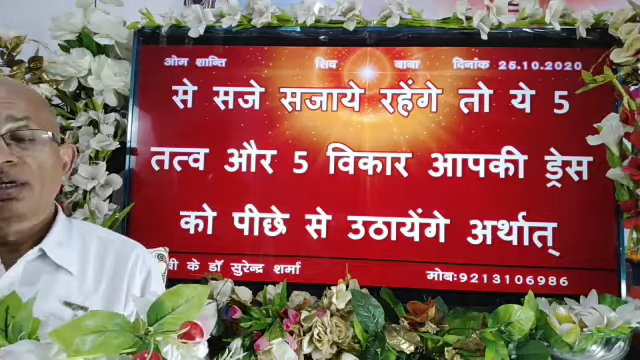 ओम शान्ति शिव बाबा दिनांक 25.10.2020
से सजे सजाये रहेंगे तो ये 5
तत्व और 5 विकार आपकी ड्रेस
को पीछे से उठायेंगे अर्थात्
बी के डॉ सुरेन्द्र शर्मा मोबः9213106986